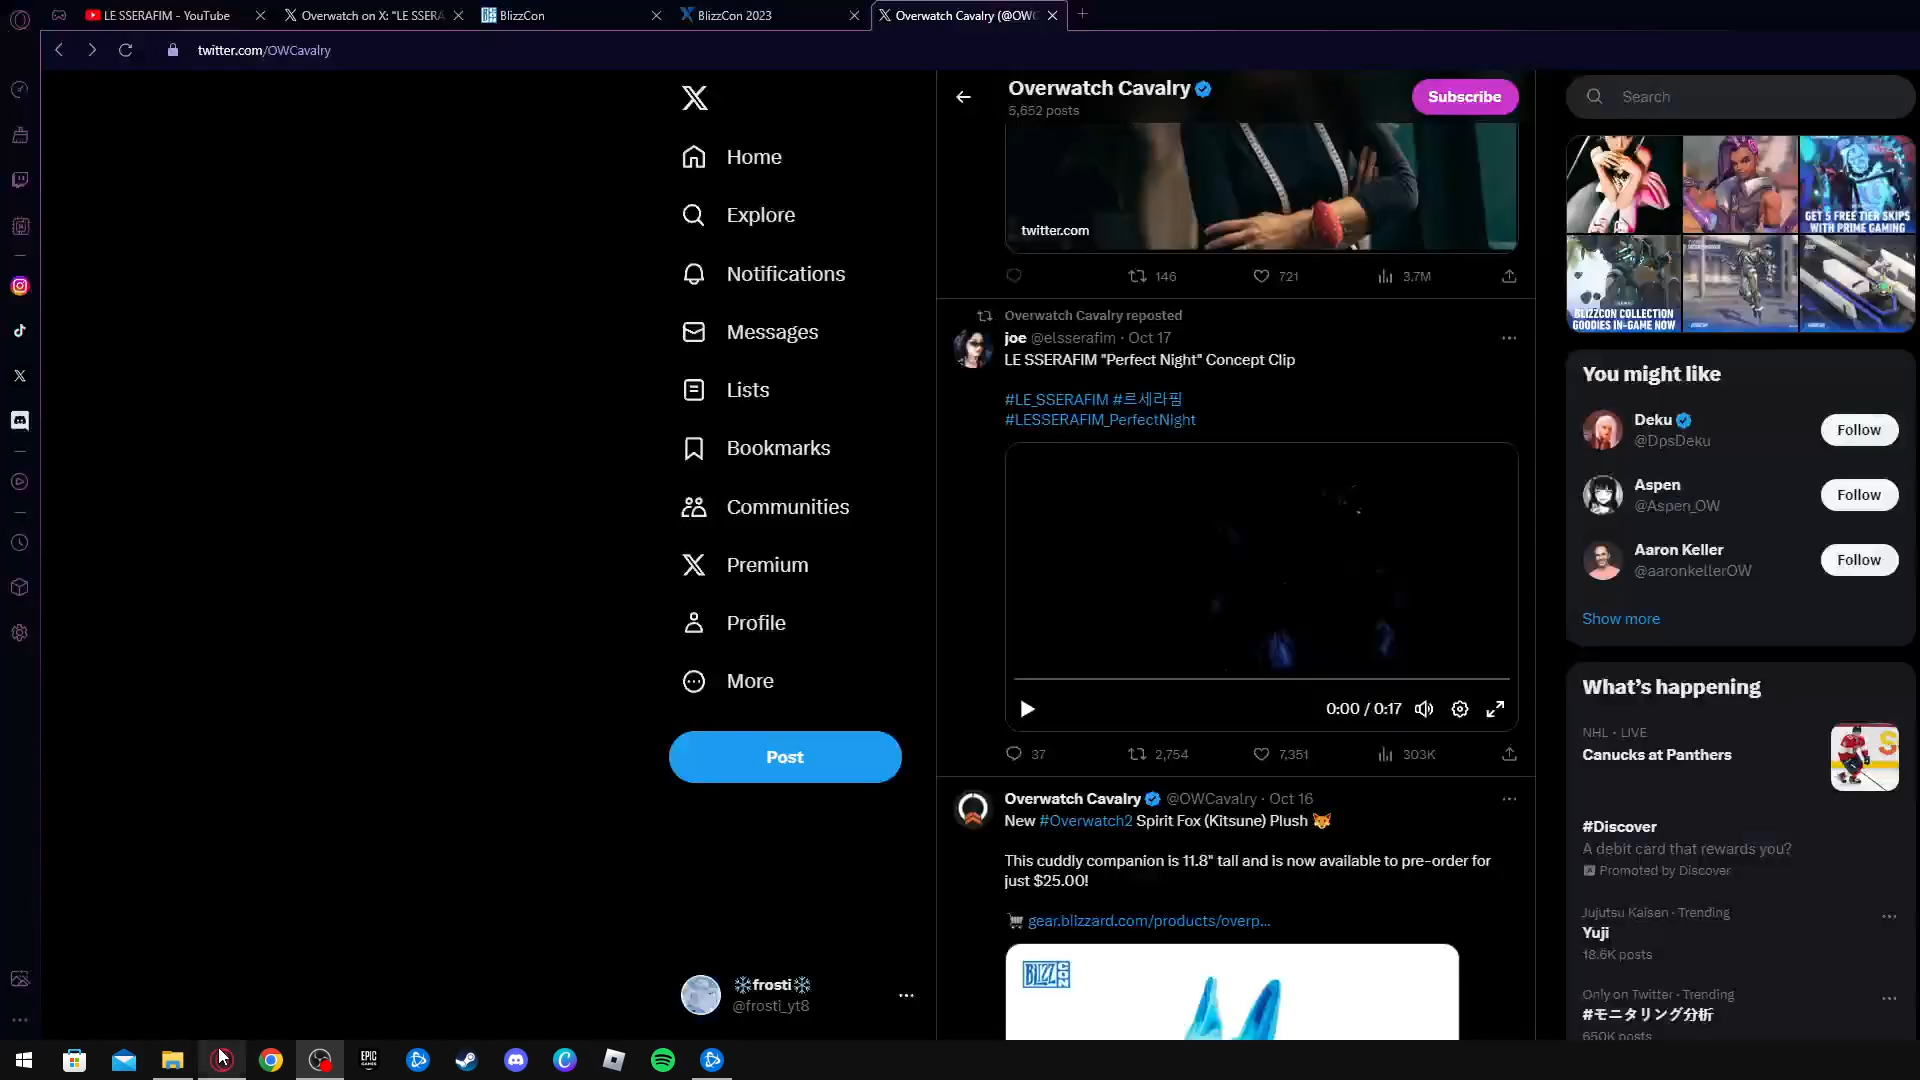 LE SSERAFIM - YouTube
Overwatch on X: "LE SSERA
BlizzCon
BlizzCon 2023
Overwatch Cavalry (@OWC
twitter.com/OWCavalry
Home
Explore
Notifications
Messages
Lists
Bookmarks
Communities
Premium
Profile
More
Post
❄frosti❄
@frosti_yt8
Overwatch Cavalry
5,652 posts
Subscribe
twitter.com
146
721
3.7M
Overwatch Cavalry reposted
joe @elsserafim · Oct 17
LE SSERAFIM "Perfect Night" Concept Clip
#LE_SSERAFIM #르세라핌
#LESSERAFIM_PerfectNight
0:00 / 0:17
37
2,754
7,351
303K
Overwatch Cavalry @OWCavalry · Oct 16
New #Overwatch2 Spirit Fox (Kitsune) Plush 🦊
This cuddly companion is 11.8" tall and is now available to pre-order for
just $25.00!
🛒 gear.blizzard.com/products/overp...
BLIZZCON
Search
GET 5 FREE TIER SKIPS
WITH PRIME GAMING
BLIZZCON COLLECTION
GOODIES IN-GAME NOW
You might like
Deku
@DpsDeku
Follow
Aspen
@Aspen_OW
Follow
Aaron Keller
@aaronkellerOW
Follow
Show more
What's happening
NHL · LIVE
Canucks at Panthers
#Discover
A debit card that rewards you?
Promoted by Discover
Jujutsu Kaisen · Trending
Yuji
18.6K posts
Only on Twitter · Trending
#モニタリング分析
650K posts
EPIC
GAMES